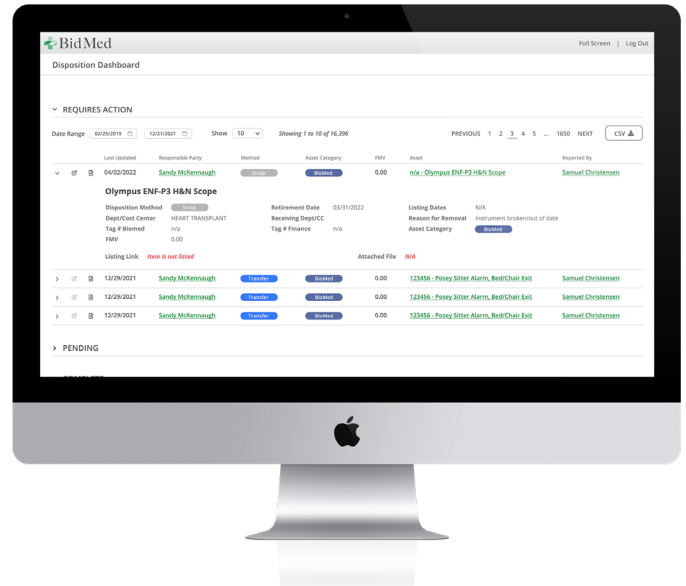 BidMed
Full Screen | Log Out
Disposition Dashboard
REQUIRES ACTION
Date Range 02/25/2019 12/21/2021 Show 10 Showing 1 to 10 of 16,396 PREVIOUS 1 2 3 4 5 ... 1650 NEXT CSV
Last Updated Responsible Party Method Asset Category FMV Asset Reported By
04/02/2022 Sandy McKennaugh Scrap BioMed 0.00 n/a - Olympus ENF-P3 H&N Scope Samuel Christensen
Olympus ENF-P3 H&N Scope
Disposition Method Scrap Retirement Date 03/31/2022 Listing Dates N/A
Dept/Cost Center HEART TRANSPLANT Receiving Dept/CC Reason for Removal instrument broken/out of date
Tag # Biomed n/a Tag # Finance n/a Asset Category BioMed
FMV 0.00
Listing Link Item is not listed Attached File N/A
12/29/2021 Sandy McKennaugh Transfer BioMed 0.00 123456 - Posey Sitter Alarm, Bed/Chair Exit Samuel Christensen
12/29/2021 Sandy McKennaugh Transfer BioMed 0.00 123456 - Posey Sitter Alarm, Bed/Chair Exit Samuel Christensen
12/29/2021 Sandy McKennaugh Transfer BioMed 0.00 123456 - Posey Sitter Alarm, Bed/Chair Exit Samuel Christensen
PENDING